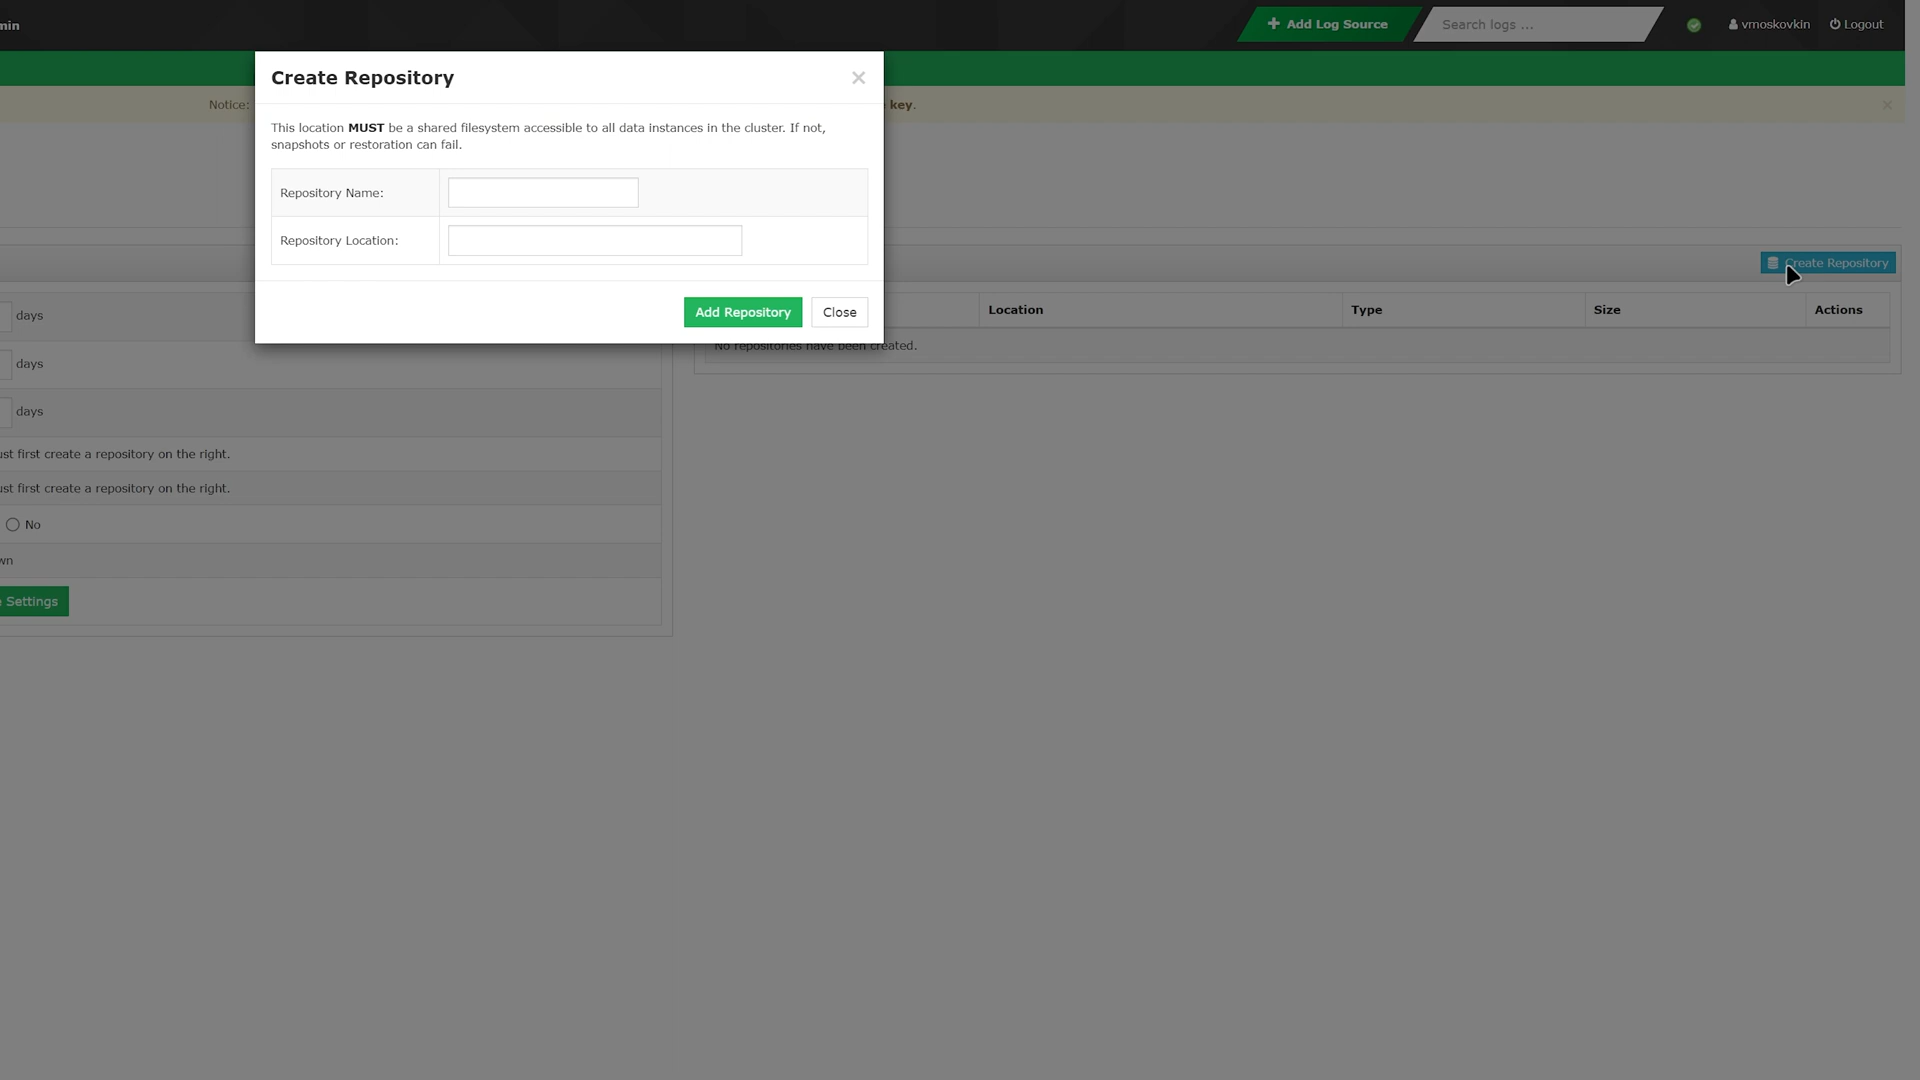 min
Add Log Source
Search logs ...
vmoskovkin
Logout
Create Repository
Notice:
key.
This location MUST be a shared filesystem accessible to all data instances in the cluster. If not,
snapshots or restoration can fail.
Repository Name:
Repository Location:
Create Repository
days
Location
Type
Size
Actions
Add Repository
Close
No repositories have been created.
days
days
ust first create a repository on the right.
ust first create a repository on the right.
No
wn
e Settings